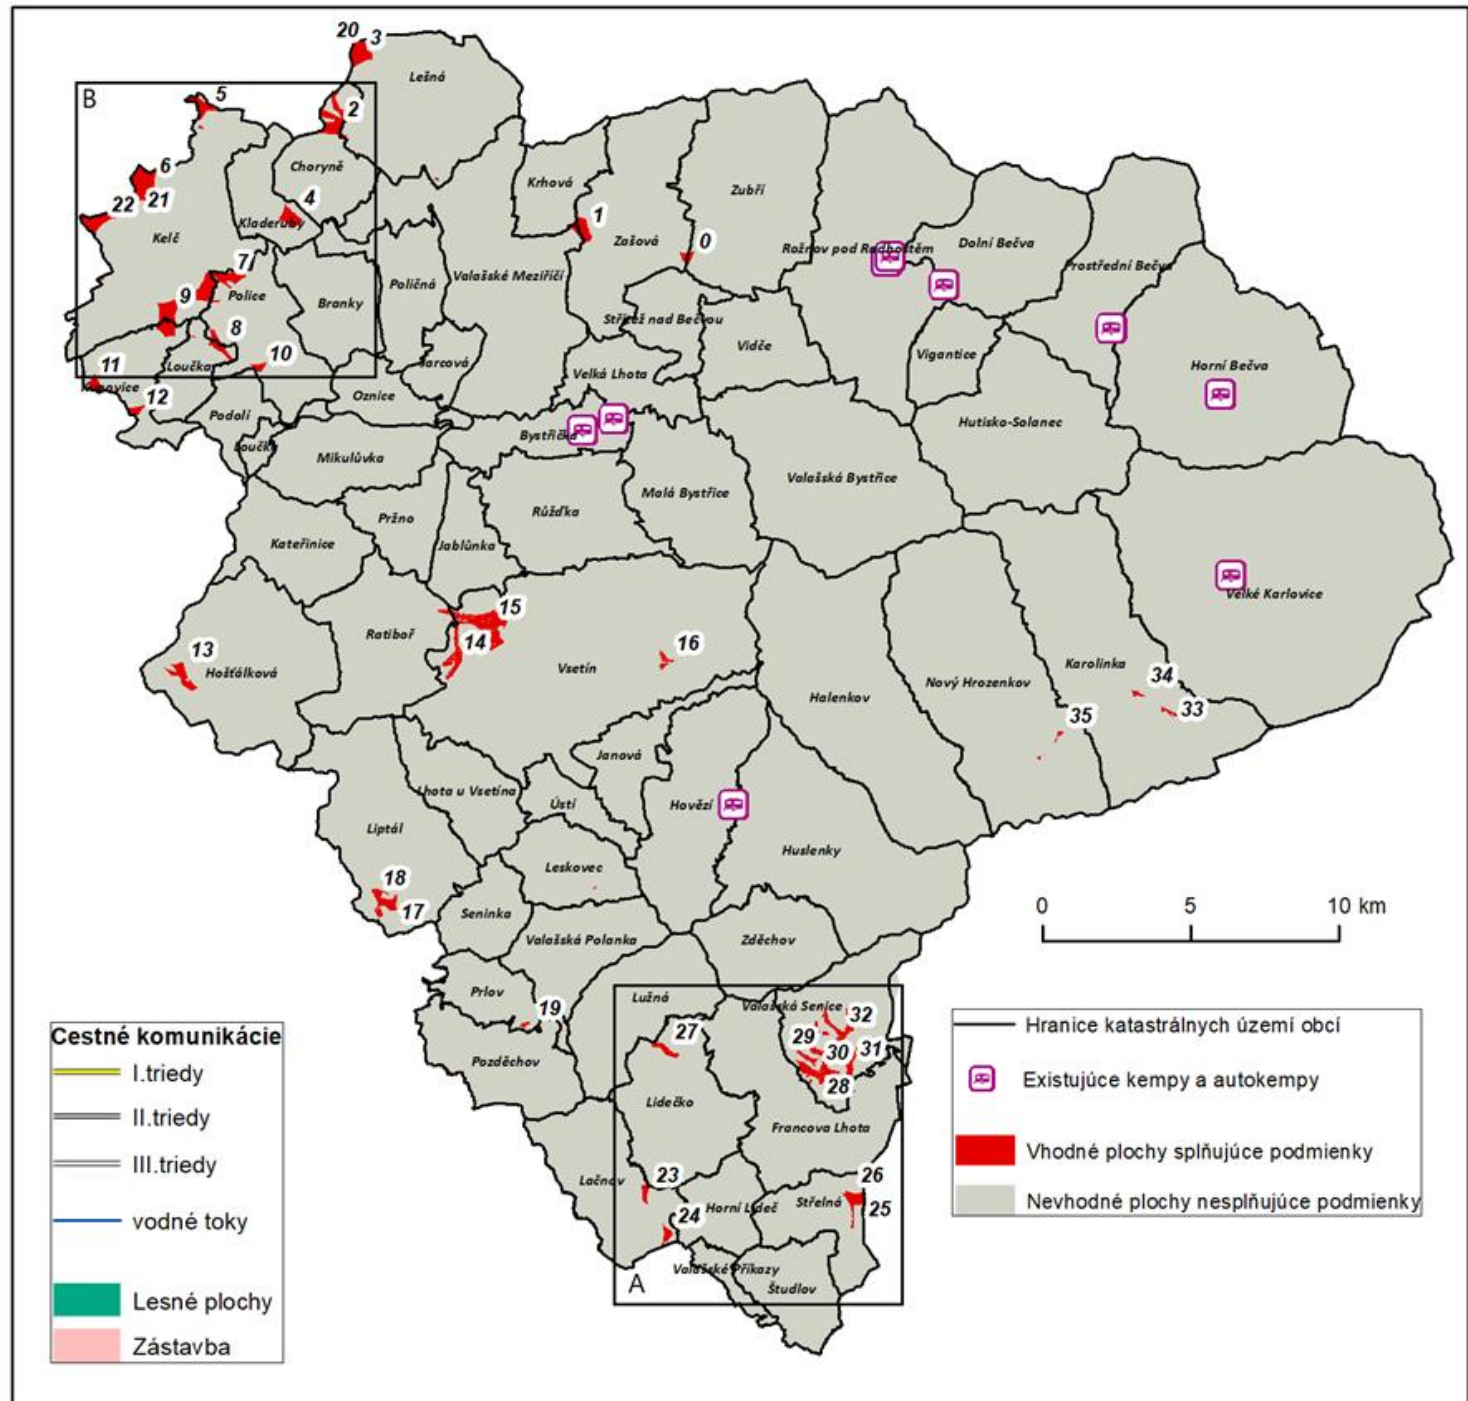 20
3
Lešná
B
5
2
Choryně
6
22
21
4
Kladeruby
Kelč
Krhová
1
Zašová
0
Zubří
Rožnov pod Radhoštěm
Dolní Bečva
Prostřední Bečva
7
Valašské Meziříčí
Poličná
9
Police
Branky
Střítež nad Bečvou
8
Vidče
Vigantice
Horní Bečva
10
Loučka
11
12
Jarcová
Velká Lhota
Oznice
Podolí
Hutisko-Solanec
Bystřička
Loučky
Mikulůvka
Valašská Bystřice
Malá Bystřice
Růžďka
Pržno
Kateřinice
Jablůnka
Velké Karlovice
15
Ratiboř
14
13
Hošťálková
16
Vsetín
Karolinka
34
Nový Hrozenkov
Halenkov
33
35
Janová
Lhota u Vsetína
Ústí
Hovězí
Liptál
Huslenky
Leskovec
18
17
Seninka
Valašská Polanka
Zděchov
0 5 10 km
Prlov
Lužná
19
Valašská Senice
32
27
29
30
31
28
Pozděchov
Lidečko
Francova Lhota
Lačnov
23
26
Horní Lideč
Střelná
25
24
Valašské Příkazy
A
Študlov
Cestné komunikácie
I.triedy
II.triedy
III.triedy
vodné toky
Lesné plochy
Zástavba
Hranice katastrálnych území obcí
Existujúce kempy a autokempy
Vhodné plochy splňujúce podmienky
Nevhodné plochy nesplňujúce podmienky